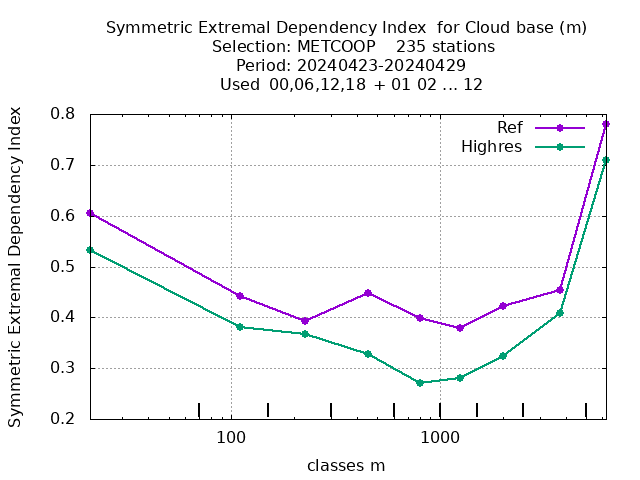 Symmetric Extremal Dependency Index  for Cloud base (m)
Selection: METCOOP    235 stations
Period: 20240423-20240429
Used  00,06,12,18  + 01 02 ... 12
Symmetric Extremal Dependency Index
0.8
0.7
0.6
0.5
0.4
0.3
0.2
Ref
Highres
100
1000
classes m